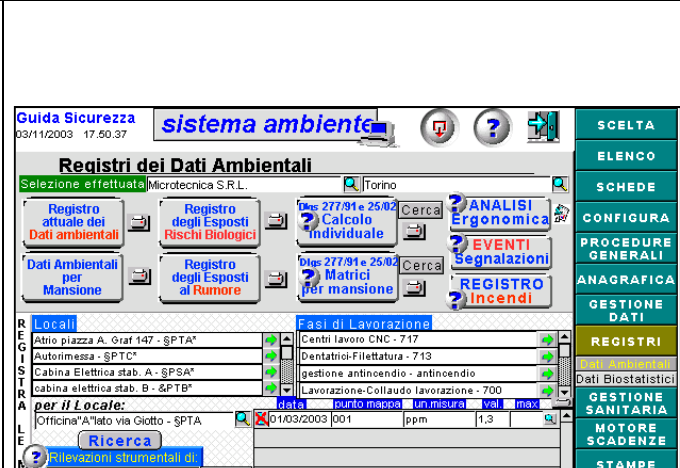 Guida Sicurezza
03/11/2003 17.50.37
sistema ambiente
Registri dei Dati Ambientali
Selezione effettuata Microtecnica S.R.L. Torino
Registro attuale dei Dati ambientali
Registro degli Esposti Rischi Biologici
Dlgs 277/91 e 25/02 Calcolo Individuale
Cerca
ANALISI Ergonomica
EVENTI Segnalazioni
Dati Ambientali per Mansione
Registro degli Esposti al Rumore
Dlgs 277/91 e 25/02 Matrici per mansione
Cerca
REGISTRO Incendi
Locali
Atrio piazza A. Graf 147 - §PTA*
Autorimessa - §PTC*
Cabina Elettrica stab. A - §PSA*
cabina elettrica stab. B - &PTB*
Fasi di Lavorazione
Centri lavoro CNC - 717
Dentatrici-Filettatura - 713
gestione antincendio - antincendio
Lavorazione-Collaudo lavorazione - 700
REGISTRA LE
per il Locale:
Officina"A"lato via Giotto - §PTA
Ricerca
Rilevazioni strumentali di:
data punto mappa un.misura val. max
01/03/2003 001 ppm 1,3
SCELTA
ELENCO
SCHEDE
CONFIGURA
PROCEDURE GENERALI
ANAGRAFICA
GESTIONE DATI
REGISTRI
Dati Ambientali
Dati Biostatistici
GESTIONE SANITARIA
MOTORE SCADENZE
STAMPE